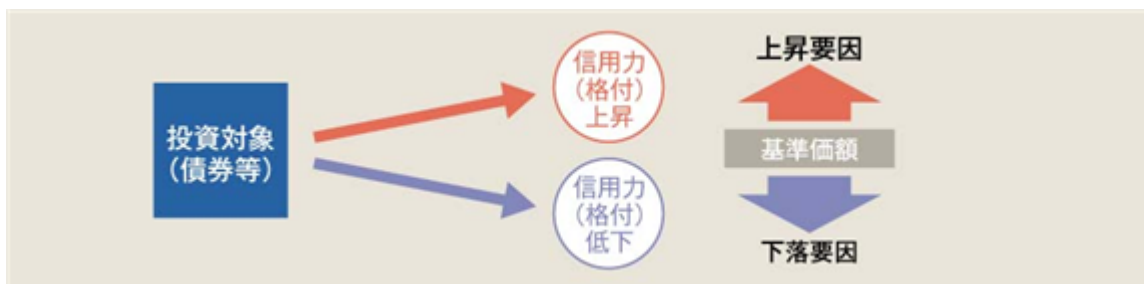 投資対象
（債券等）
信用力
（格付）
上昇
信用力
（格付）
低下
上昇要因
基準価額
下落要因